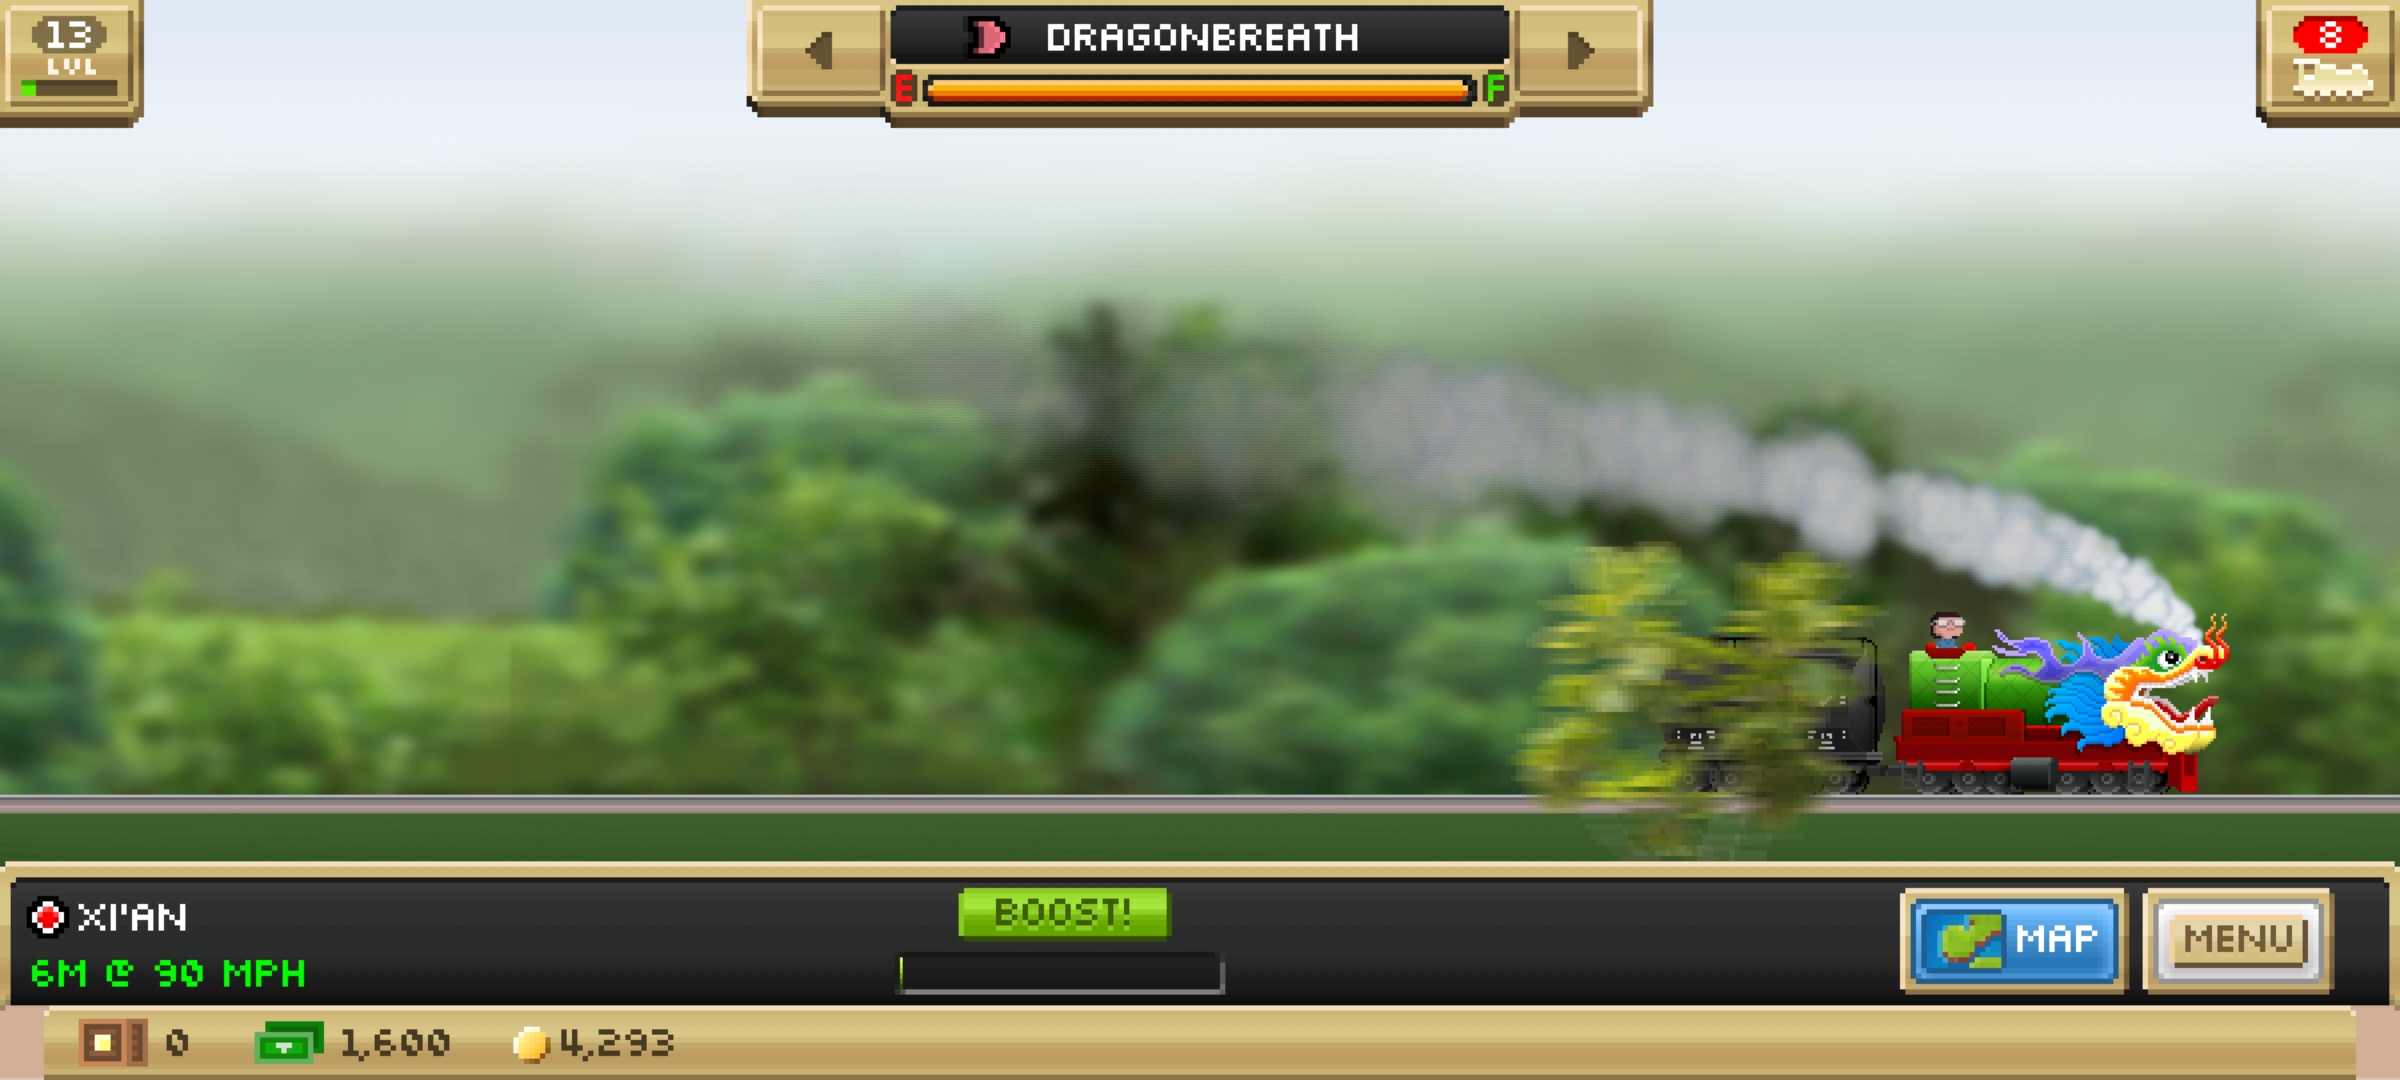 13
LVL
DRAGONBREATH
E F
8
XI'AN
6M @ 90 MPH
BOOST!
MAP
MENU
0
1,600
4,293